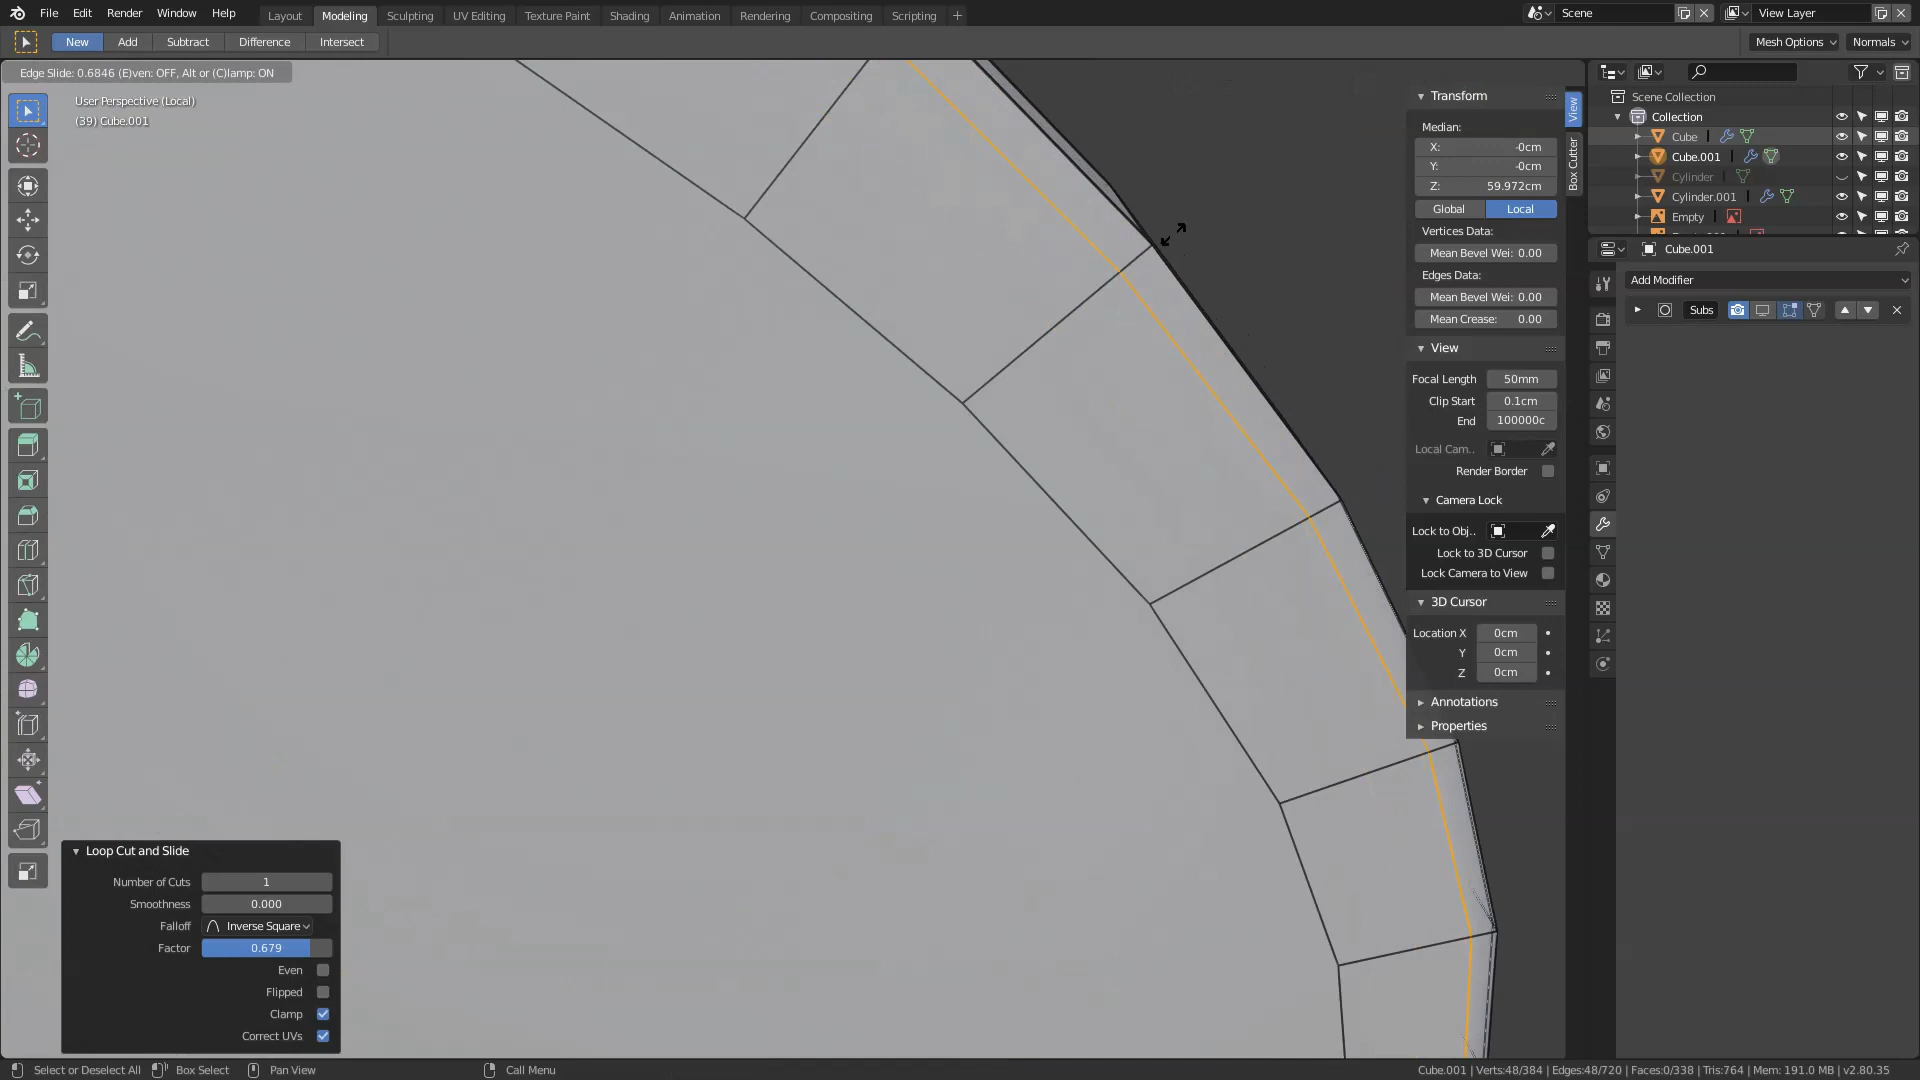 File Edit Render Window Help
Layout Modeling Sculpting UV Editing Texture Paint Shading Animation Rendering Compositing Scripting +
Scene View Layer
New Add Subtract Difference Intersect
Mesh Options Normals
Edge Slide: 0.6846 (E)ven: OFF, Alt or (C)lamp: ON
User Perspective (Local)
(39) Cube.001
Transform
Median:
X: -0cm
Y: -0cm
Z: 59.972cm
Global Local
Vertices Data:
Mean Bevel Wei: 0.00
Edges Data:
Mean Bevel Wei: 0.00
Mean Crease: 0.00
View
Focal Length 50mm
Clip Start 0.1cm
End 100000c
Local Cam..
Render Border
Camera Lock
Lock to Obj..
Lock to 3D Cursor
Lock Camera to View
3D Cursor
Location X 0cm
Y 0cm
Z 0cm
Annotations
Properties
View
Box Cutter
Scene Collection
Collection
Cube
Cube.001
Cylinder
Cylinder.001
Empty
Cube.001
Add Modifier
Subs
Loop Cut and Slide
Number of Cuts 1
Smoothness 0.000
Falloff Inverse Square
Factor 0.679
Even
Flipped
Clamp
Correct UVs
Select or Deselect All Box Select Pan View Call Menu
Cube.001 | Verts:48/384 | Edges:48/720 | Faces:0/338 | Tris:764 | Mem: 191.0 MB | v2.80.35